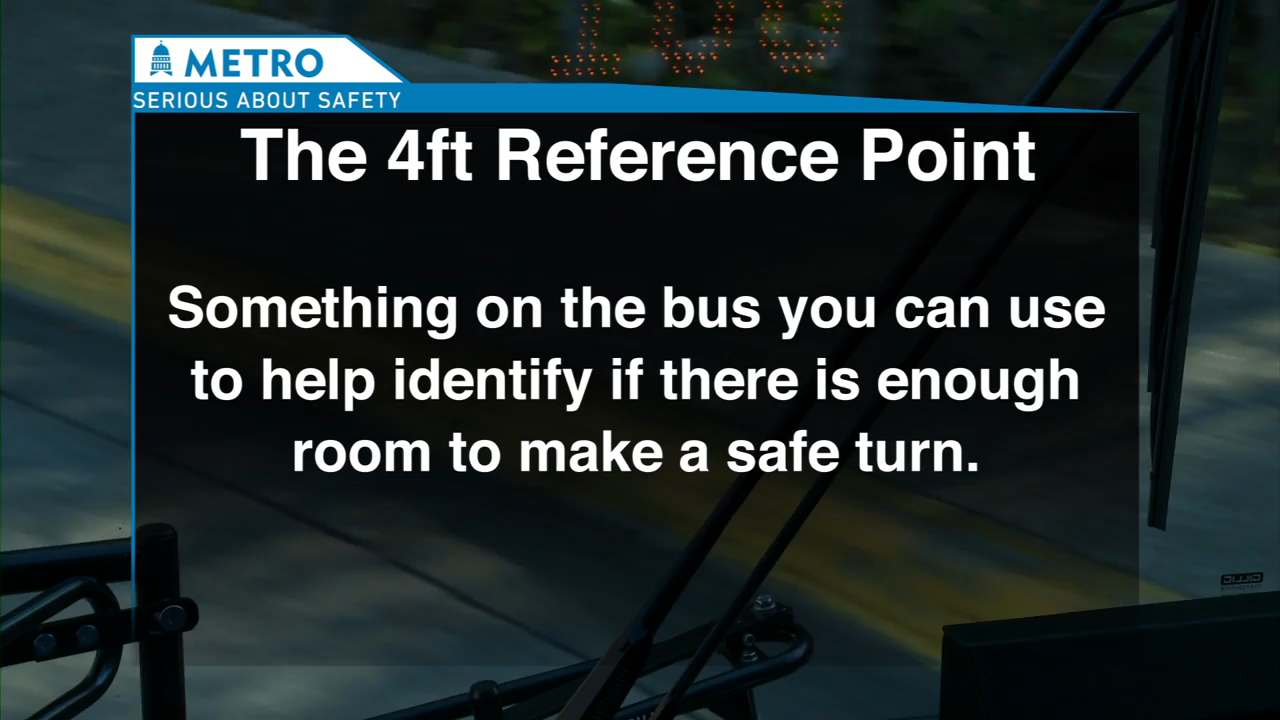 METRO
SERIOUS ABOUT SAFETY
The 4ft Reference Point
Something on the bus you can use
to help identify if there is enough
room to make a safe turn.